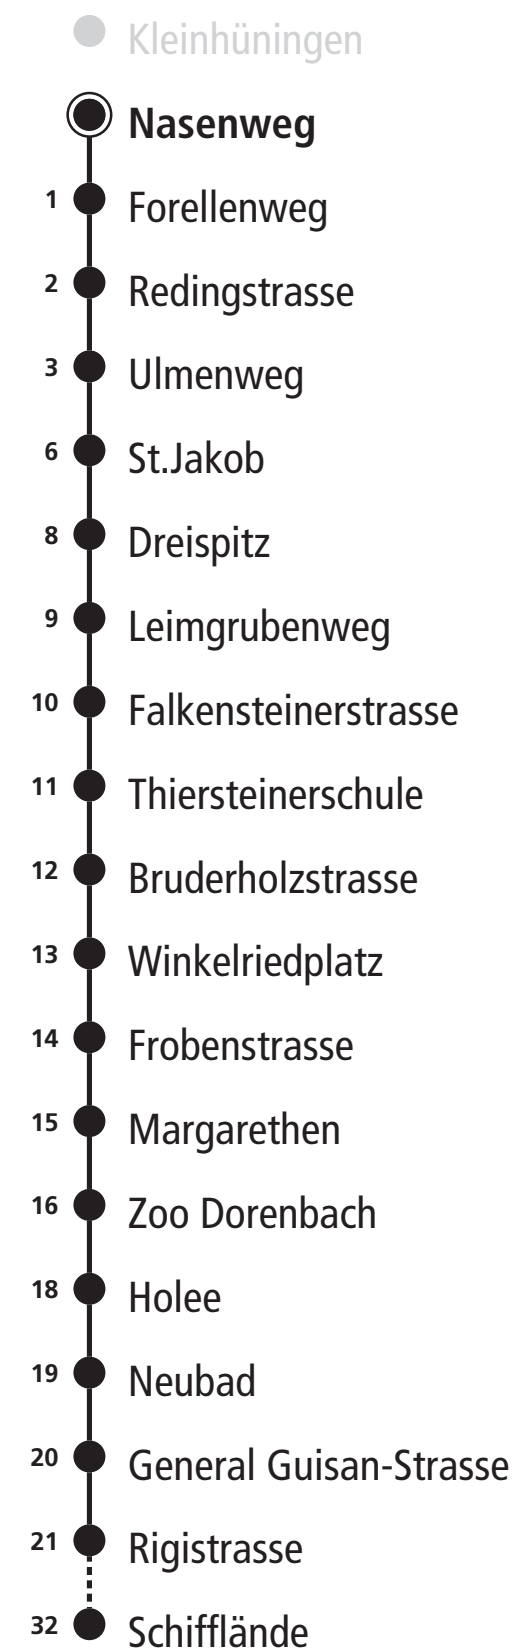 Kleinhüningen
Nasenweg
1 Forellenweg
2 Redingstrasse
3 Ulmenweg
6 St.Jakob
8 Dreispitz
9 Leimgrubenweg
10 Falkensteinerstrasse
11 Thiersteinerschule
12 Bruderholzstrasse
13 Winkelriedplatz
14 Frobenstrasse
15 Margarethen
16 Zoo Dorenbach
18 Holee
19 Neubad
20 General Guisan-Strasse
21 Rigistrasse
32 Schifflände